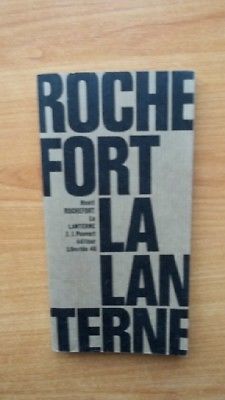 ROCHE
FORT
Henri
ROCHEFORT
La
LANTERNE
J. J. Pauvert
éditeur
Libertés 46
LA
LAN
TERNE